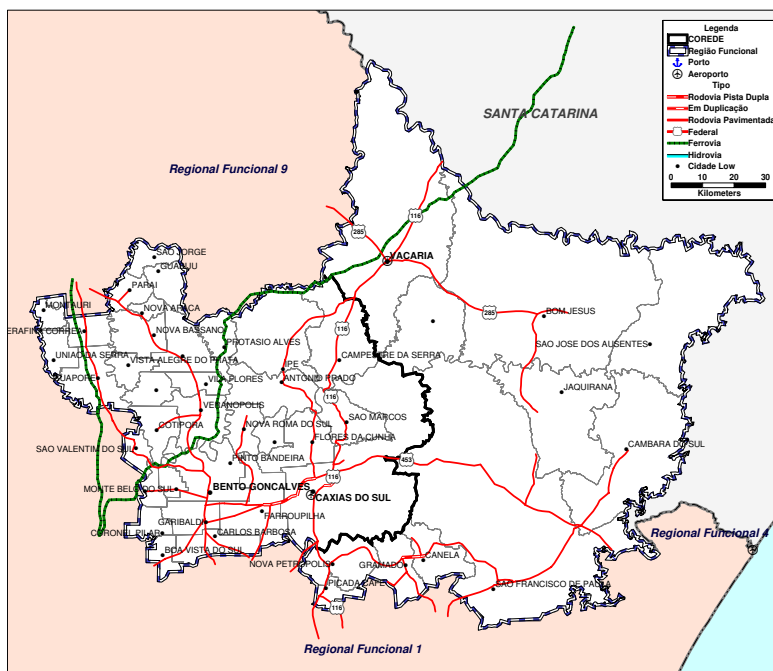 Legenda
COREDE
Região Funcional
Porto
Aeroporto
Tipo
Rodovia Pista Dupla
Em Duplicação
Rodovia Pavimentada
Federal
Ferrovia
Hidrovia
Cidade Low
0 10 20 30
Kilometers
SANTA CATARINA
Regional Funcional 9
116
285
VACARIA
SAO JORGE
GUABIJU
PARAI
MONTAURI
NOVA ARACA
285
BOM JESUS
ERAFINA CORREA
NOVA BASSANO
116
PROTASIO ALVES
SAO JOSE DOS AUSENTES
UNIAO DA SERRA
VISTA ALEGRE DO PRATA
CAMPESTRE DA SERRA
IPE
GUAPORE
VILA FLORES
ANTONIO PRADO
JAQUIRANA
116
VERANOPOLIS
COTIPORA
NOVA ROMA DO SUL
SAO MARCOS
FLORES DA CUNHA
SAO VALENTIM DO SUL
CAMBARA DO SUL
PINTO BANDEIRA
453
116
MONTE BELO DO SUL
BENTO GONCALVES
CAXIAS DO SUL
FARROUPILHA
GARIBALDI
CORONEL PILAR
CARLOS BARBOSA
Regional Funcional 4
BOA VISTA DO SUL
CANELA
NOVA PETROPOLIS
GRAMADO
PICADA CAFE
SAO FRANCISCO DE PAULA
116
Regional Funcional 1